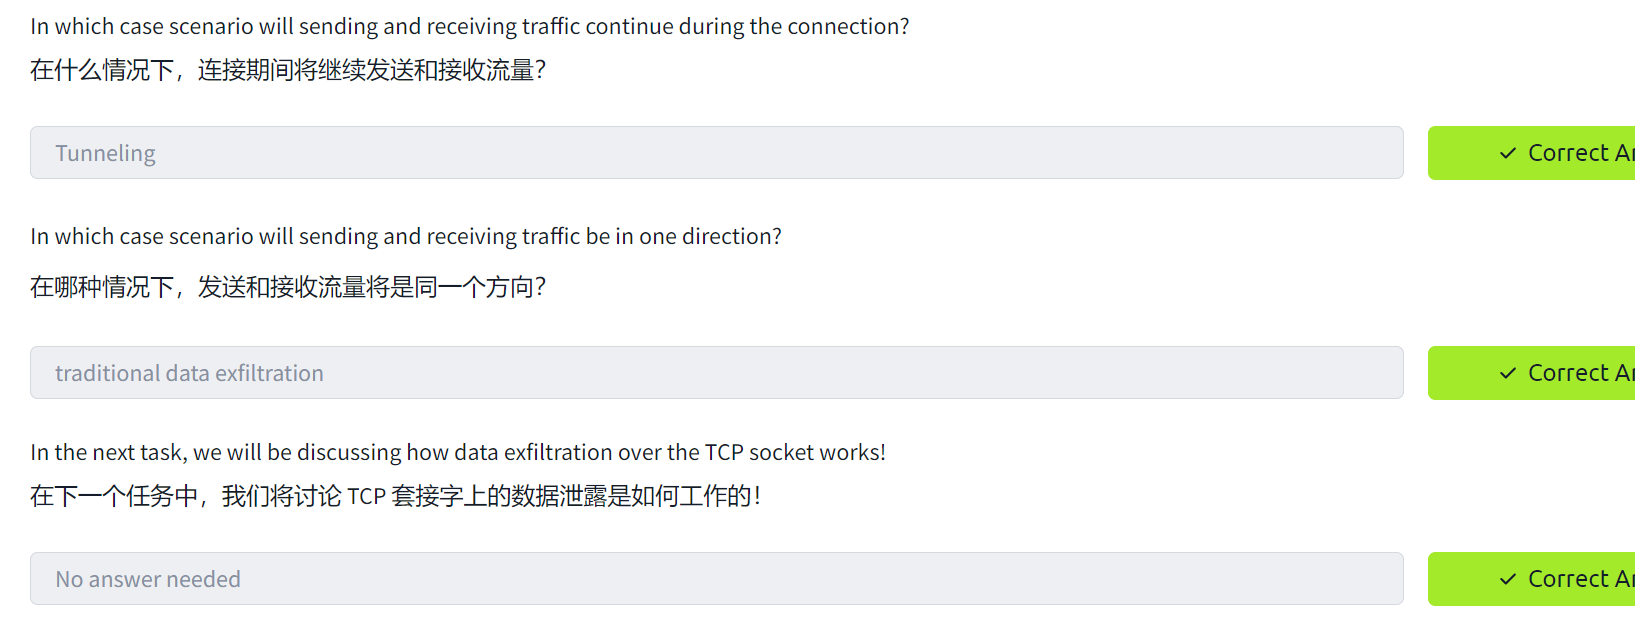 In which case scenario will sending and receiving traffic continue during the connection?
在什么情况下，连接期间将继续发送和接收流量？
Tunneling
✓ Correct
In which case scenario will sending and receiving traffic be in one direction?
在哪种情况下，发送和接收流量将是同一个方向？
traditional data exfiltration
✓ Correct
In the next task, we will be discussing how data exfiltration over the TCP socket works!
在下一个任务中，我们将讨论 TCP 套接字上的数据泄露是如何工作的！
No answer needed
✓ Correct